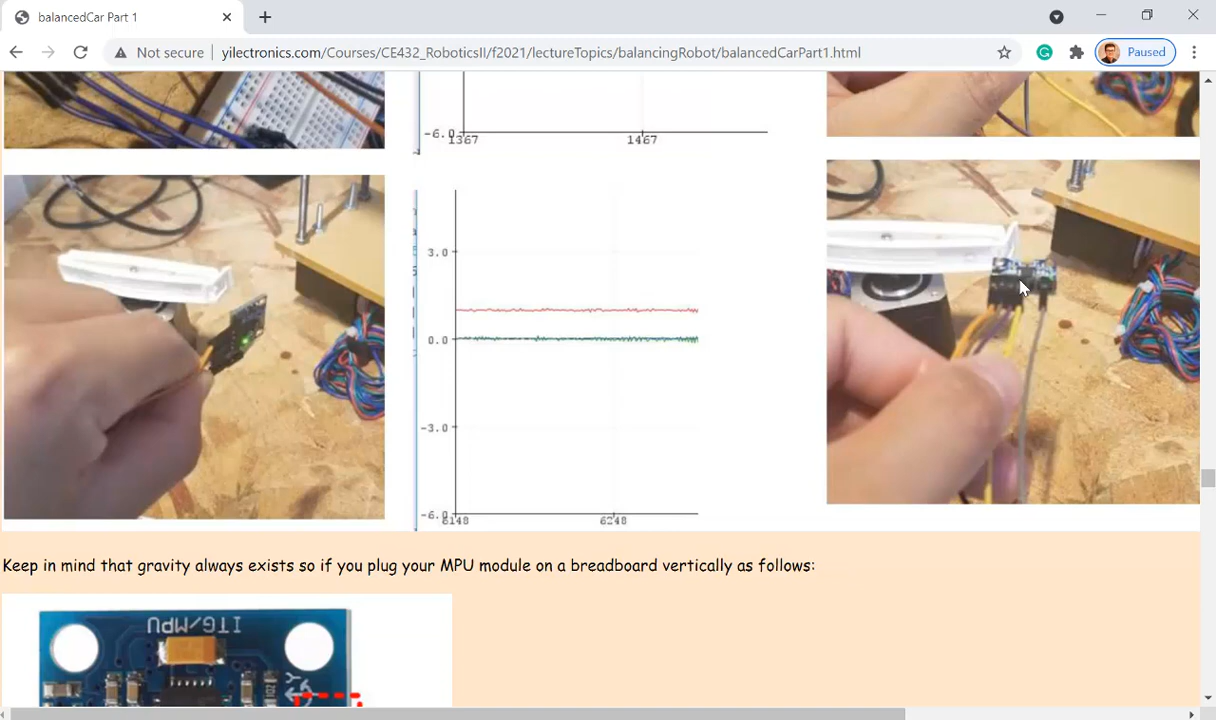 balancedCar Part 1
Not secure
yilectronics.com/Courses/CE432_RoboticsII/f2021/lectureTopics/balancingRobot/balancedCarPart1.html
Paused
-6.0
1367
1467
3.0
0.0
-3.0
-6.0
8148
6248
Keep in mind that gravity always exists so if you plug your MPU module on a breadboard vertically as follows:
ITG/MPU
Y
102